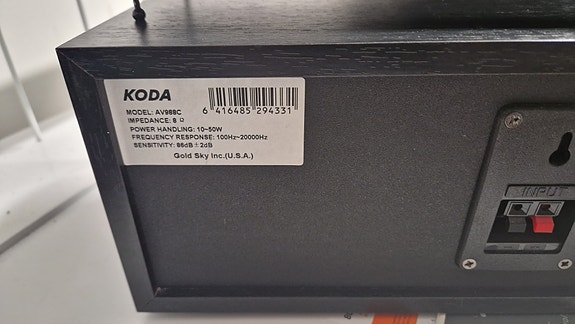 KODA
6 416485 294331
MODEL: AV988C
IMPEDANCE: 8 Ω
POWER HANDLING: 10~50W
FREQUENCY RESPONSE: 100Hz~20000Hz
SENSITIVITY: 86dB ± 2dB
Gold Sky Inc.(U.S.A.)
INPUT